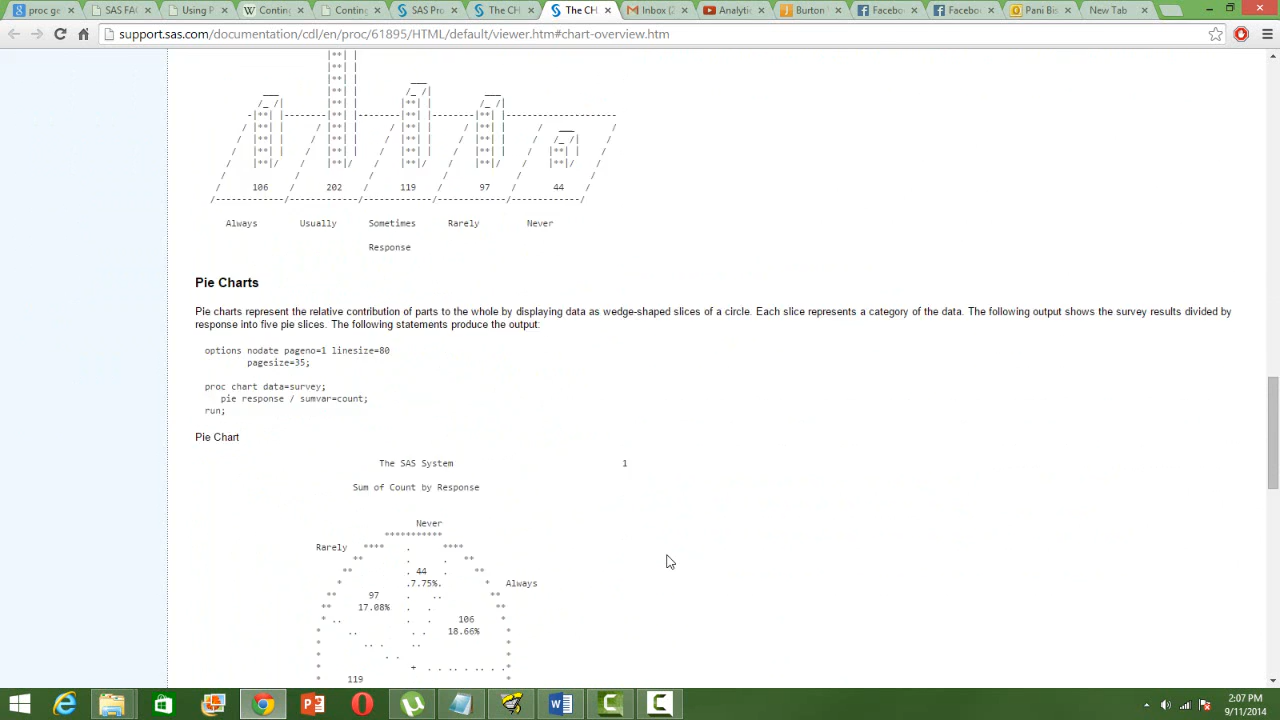 proc ge
SAS FAC
Using P
Conting
Conting
SAS Pro
The CH
The CH
Inbox (2
Analytic
Burton
Facebo
Facebo
Pani Bis
New Tab
support.sas.com/documentation/cdl/en/proc/61895/HTML/default/viewer.htm#chart-overview.htm
106 202 119 97 44
Always Usually Sometimes Rarely Never
Response
Pie Charts
Pie charts represent the relative contribution of parts to the whole by displaying data as wedge-shaped slices of a circle. Each slice represents a category of the data. The following output shows the survey results divided by
response into five pie slices. The following statements produce the output:
options nodate pageno=1 linesize=80
pagesize=35;
proc chart data=survey;
pie response / sumvar=count;
run;
Pie Chart
The SAS System 1
Sum of Count by Response
Never
Rarely
44
7.75%
Always
97
17.08%
106
18.66%
119
2:07 PM
9/11/2014